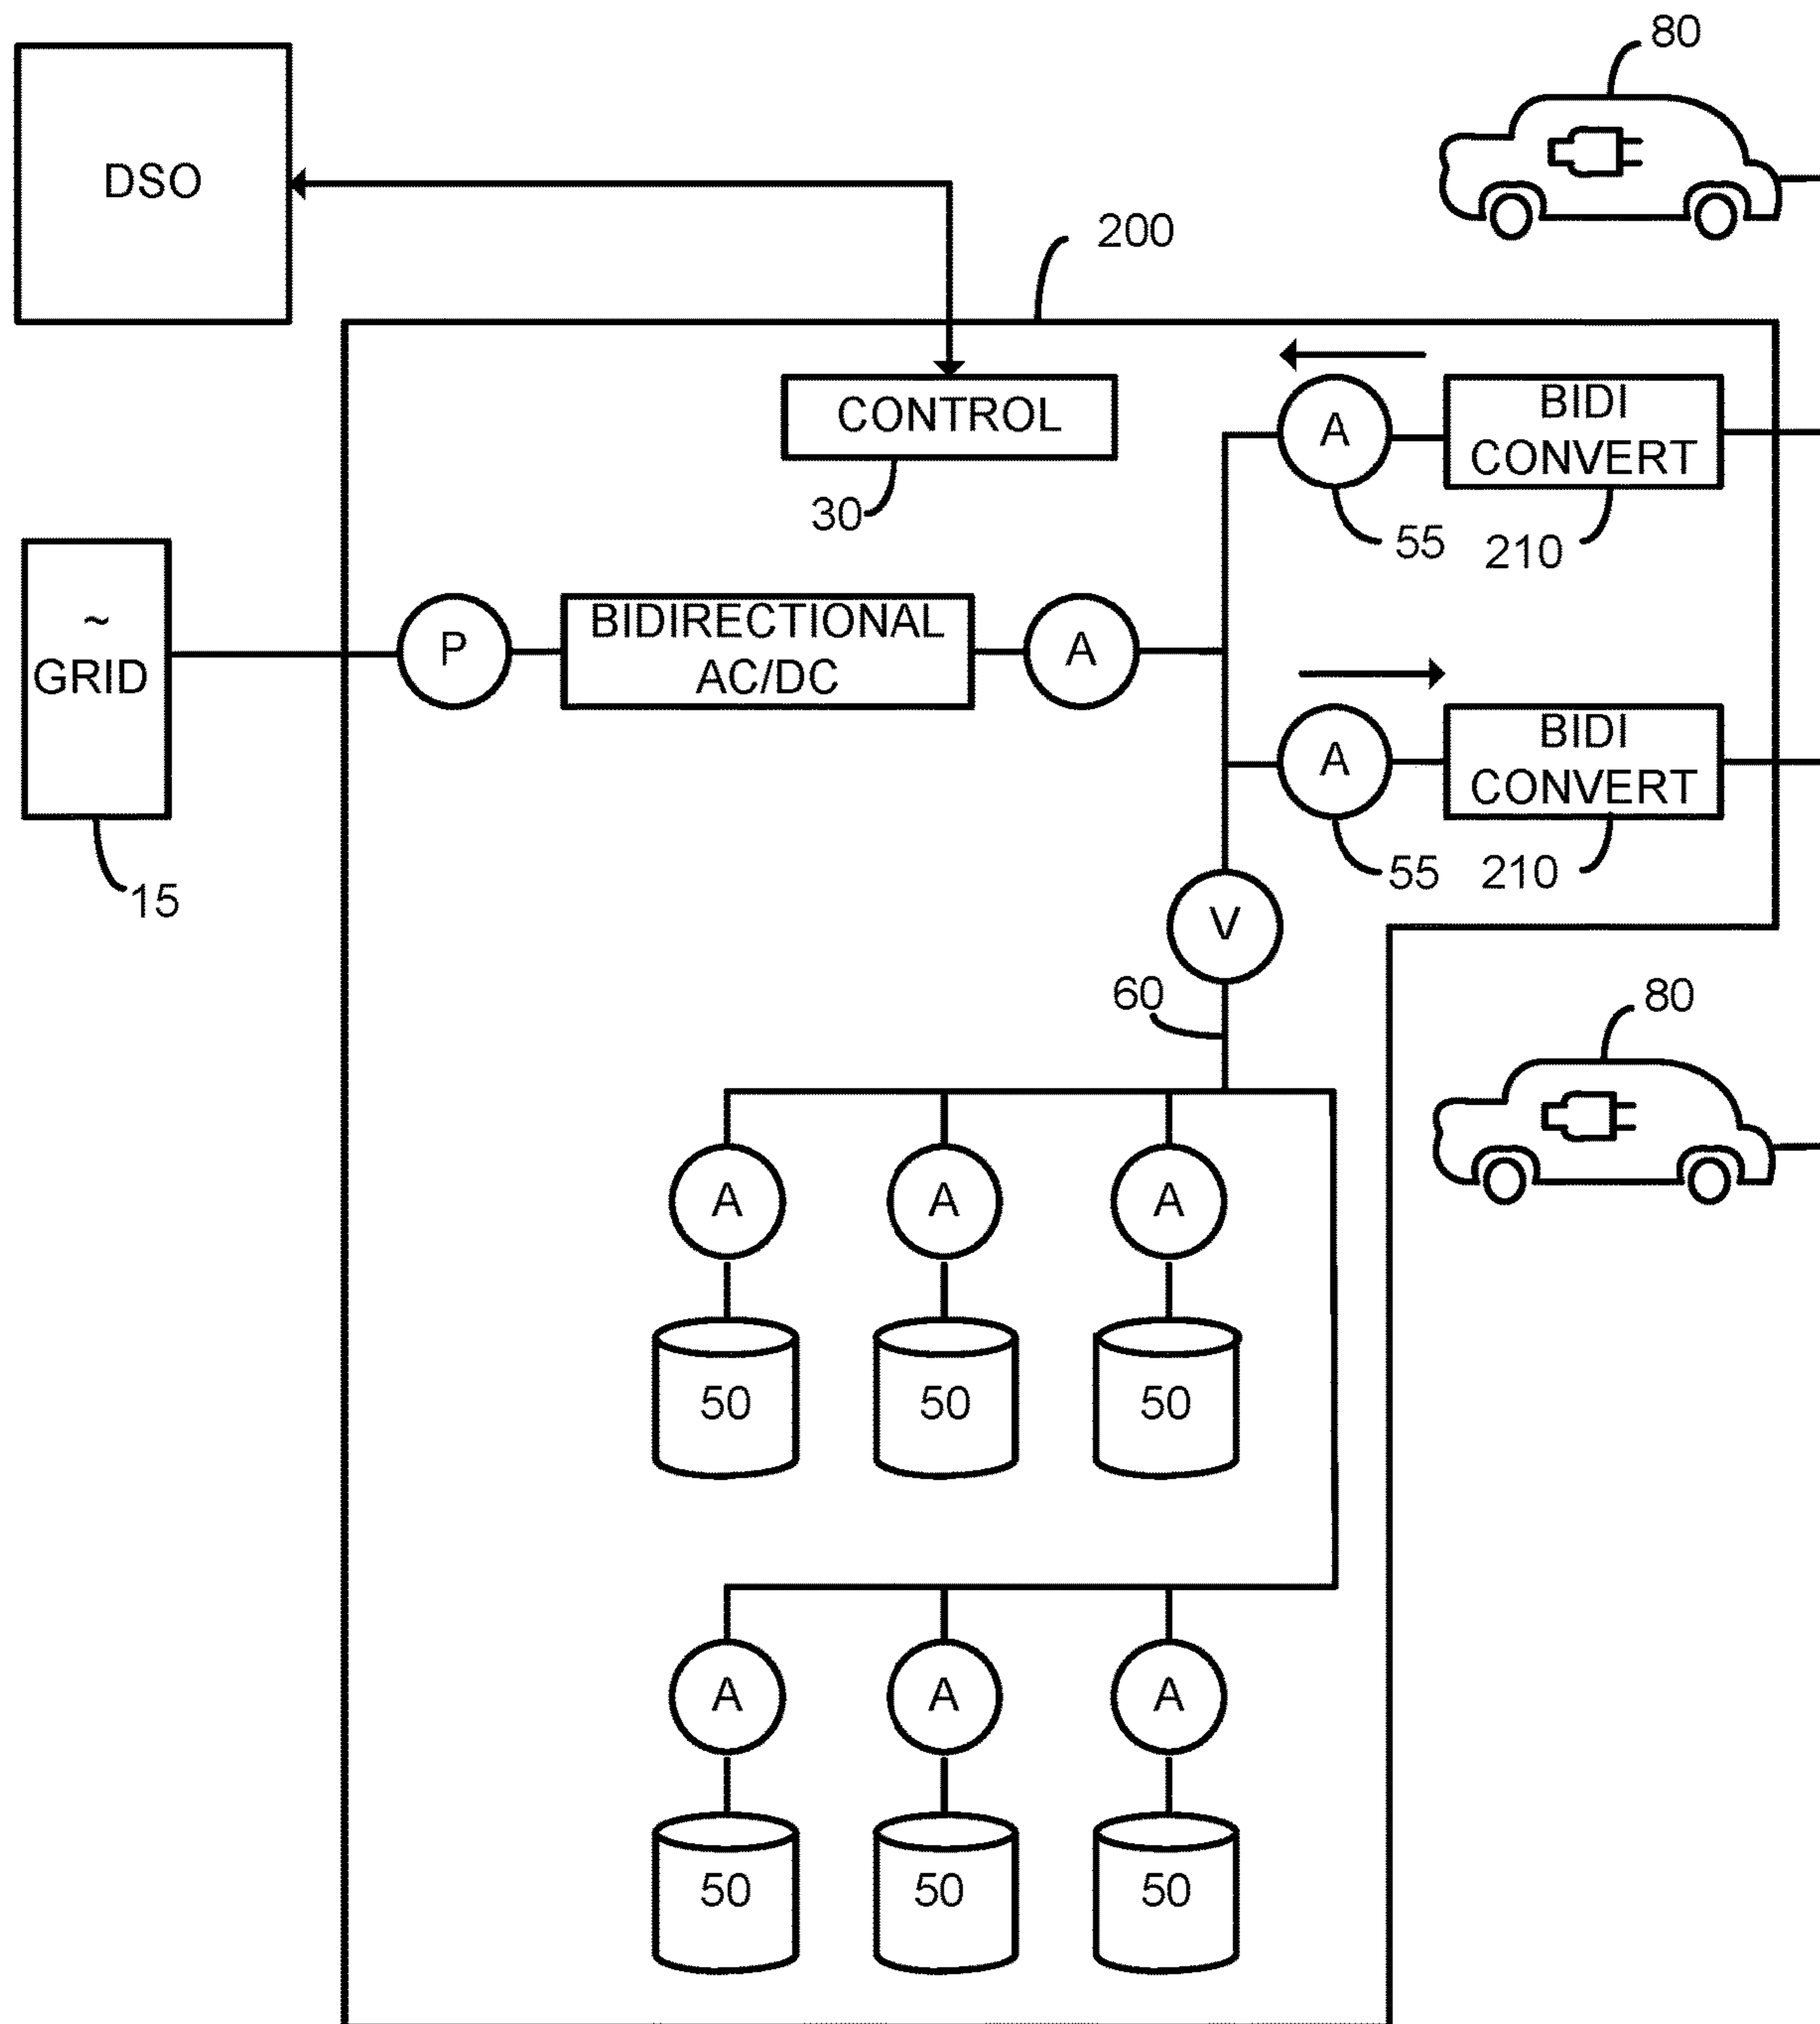 80
DSO
200
CONTROL
30
A
BIDI
CONVERT
55
210
~
GRID
15
P
BIDIRECTIONAL
AC/DC
A
A
BIDI
CONVERT
55
210
V
60
80
A
A
A
50
50
50
A
A
A
50
50
50